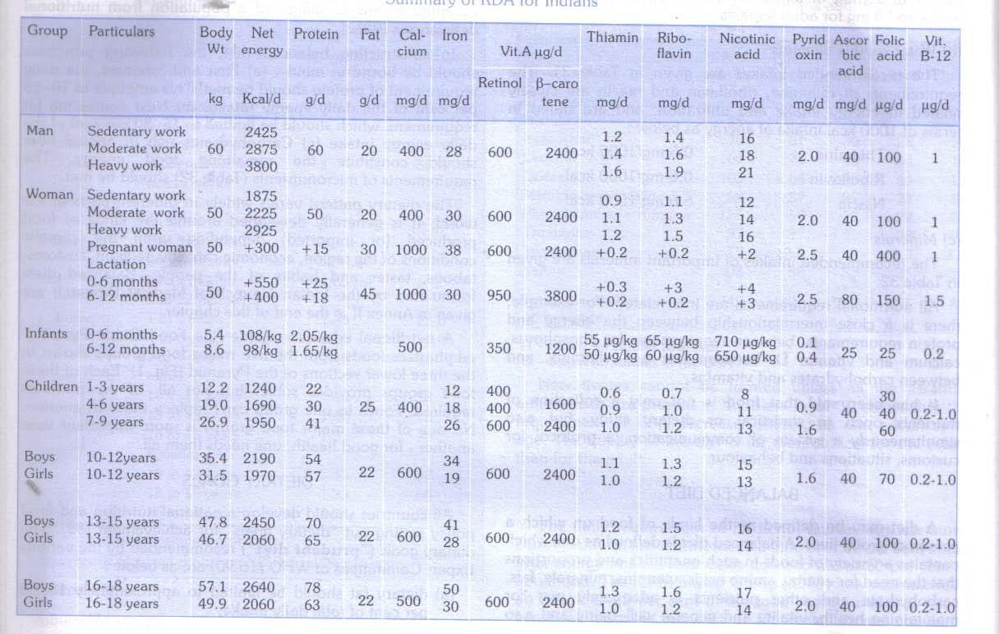 Summary of RDA for Indians
Group Particulars Body Net Protein Fat Cal- Iron Thiamin Ribo- Nicotinic Pyrid Ascor Folic Vit.
Wt energy cium Vit.A µg/d flavin acid oxin bic acid B-12
acid
Retinol β–caro
kg Kcal/d g/d g/d mg/d mg/d tene mg/d mg/d mg/d mg/d mg/d µg/d µg/d
Man Sedentary work 2425 1.2 1.4 16
Moderate work 60 2875 60 20 400 28 600 2400 1.4 1.6 18 2.0 40 100 1
Heavy work 3800 1.6 1.9 21
Woman Sedentary work 1875 0.9 1.1 12
Moderate work 50 2225 50 20 400 30 600 2400 1.1 1.3 14 2.0 40 100 1
Heavy work 2925 1.2 1.5 16
Pregnant woman 50 +300 +15 30 1000 38 600 2400 +0.2 +0.2 +2 2.5 40 400 1
Lactation
0-6 months +550 +25 +0.3 +3 +4
6-12 months 50 +400 +18 45 1000 30 950 3800 +0.2 +0.2 +3 2.5 80 150 1.5
Infants 0-6 months 5.4 108/kg 2.05/kg 55 µg/kg 65 µg/kg 710 µg/kg 0.1
6-12 months 8.6 98/kg 1.65/kg 500 350 1200 50 µg/kg 60 µg/kg 650 µg/kg 0.4 25 25 0.2
Children 1-3 years 12.2 1240 22 12 400 0.6 0.7 8 30
4-6 years 19.0 1690 30 25 400 18 400 1600 0.9 1.0 11 0.9 40 40 0.2-1.0
7-9 years 26.9 1950 41 26 600 2400 1.0 1.2 13 1.6 60
Boys 10-12years 35.4 2190 54 34 1.1 1.3 15
Girls 10-12 years 31.5 1970 57 22 600 19 600 2400 1.0 1.2 13 1.6 40 70 0.2-1.0
Boys 13-15 years 47.8 2450 70 41 1.2 1.5 16
Girls 13-15 years 46.7 2060 65 22 600 28 600 2400 1.0 1.2 14 2.0 40 100 0.2-1.0
Boys 16-18 years 57.1 2640 78 50 1.3 1.6 17
Girls 16-18 years 49.9 2060 63 22 500 30 600 2400 1.0 1.2 14 2.0 40 100 0.2-1.0